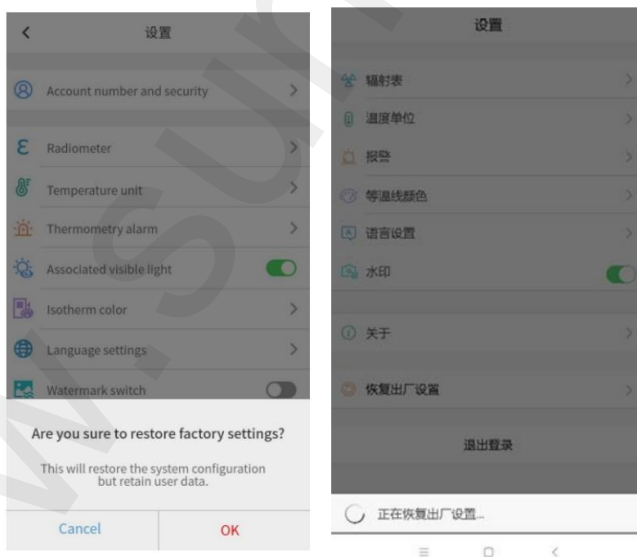 设置
Account number and security
Radiometer
Temperature unit
Thermometry alarm
Associated visible light
Isotherm color
Language settings
Watermark switch
Are you sure to restore factory settings?
This will restore the system configuration
but retain user data.
Cancel
OK
设置
辐射表
温度单位
报警
等温线颜色
语言设置
水印
关于
恢复出厂设置
退出登录
正在恢复出厂设置...